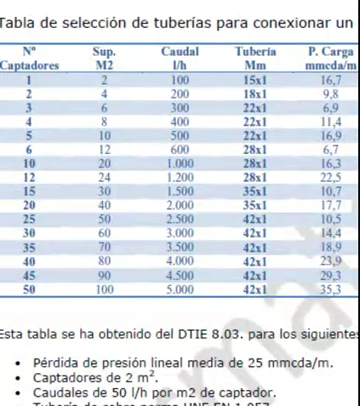 Tabla de selección de tuberías para conexionar un
Nº Sup. Caudal Tubería P. Carga
Captadores M2 l/h Mm mmcda/m
1 2 100 15x1 16,7
2 4 200 18x1 9,8
3 6 300 22x1 6,9
4 8 400 22x1 11,4
5 10 500 22x1 16,9
6 12 600 28x1 6,7
10 20 1.000 28x1 16,3
12 24 1.200 28x1 22,5
15 30 1.500 35x1 10,7
20 40 2.000 35x1 17,7
25 50 2.500 42x1 10,5
30 60 3.000 42x1 14,4
35 70 3.500 42x1 18,9
40 80 4.000 42x1 23,9
45 90 4.500 42x1 29,3
50 100 5.000 42x1 35,3
Esta tabla se ha obtenido del DTIE 8.03. para los siguientes
• Pérdida de presión lineal media de 25 mmcda/m.
• Captadores de 2 m².
• Caudales de 50 l/h por m2 de captador.
• Tubería de cobre norma UNE EN 1 057